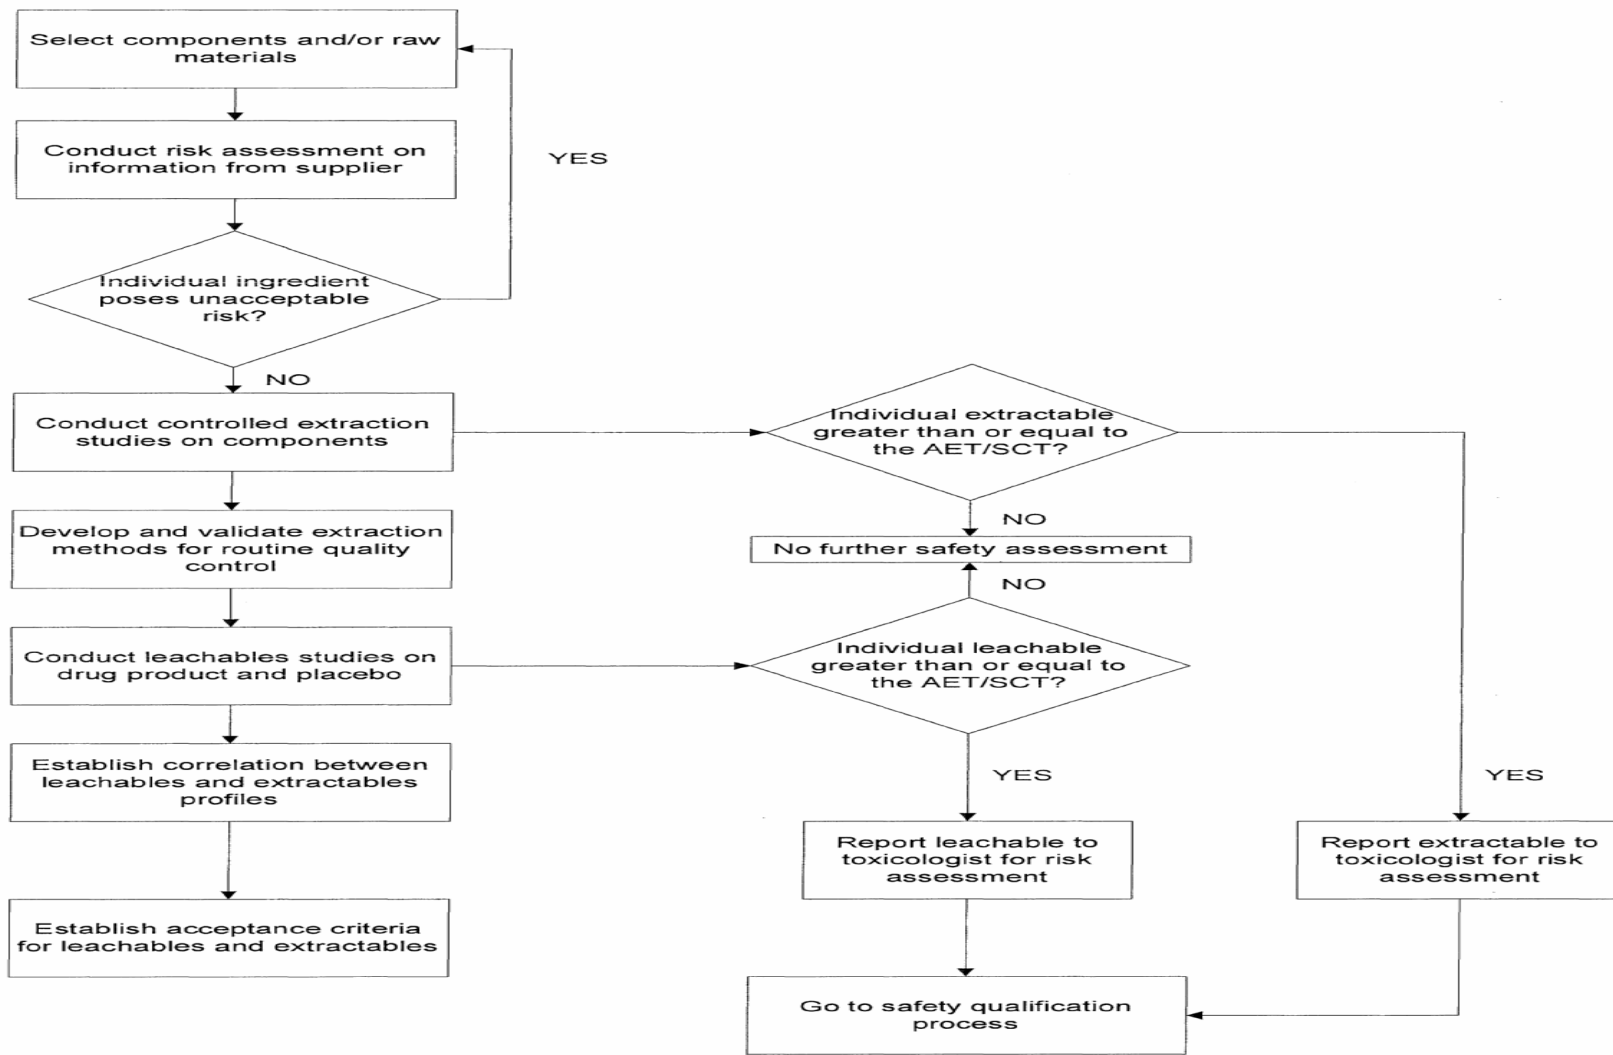 Select components and/or raw
materials
Conduct risk assessment on
information from supplier
YES
Individual ingredient
poses unacceptable
risk?
NO
Conduct controlled extraction
studies on components
Individual extractable
greater than or equal to
the AET/SCT?
Develop and validate extraction
methods for routine quality
control
NO
No further safety assessment
NO
Conduct leachables studies on
drug product and placebo
Individual leachable
greater than or equal to
the AET/SCT?
Establish correlation between
leachables and extractables
profiles
YES
YES
Report leachable to
toxicologist for risk
assessment
Report extractable to
toxicologist for risk
assessment
Establish acceptance criteria
for leachables and extractables
Go to safety qualification
process